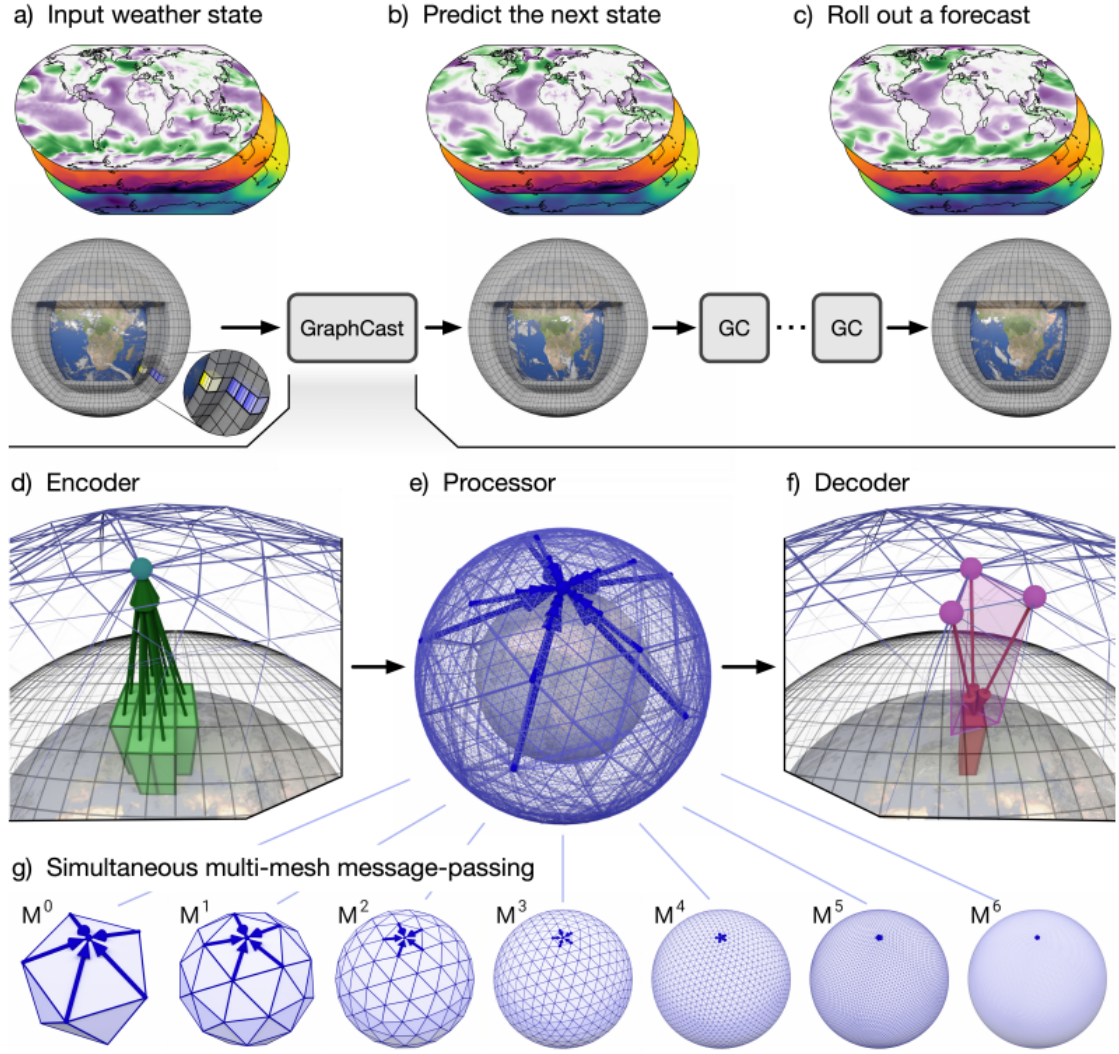 a) Input weather state
b) Predict the next state
c) Roll out a forecast
GraphCast
GC
...
GC
d) Encoder
e) Processor
f) Decoder
g) Simultaneous multi-mesh message-passing
M⁰
M¹
M²
M³
M⁴
M⁵
M⁶